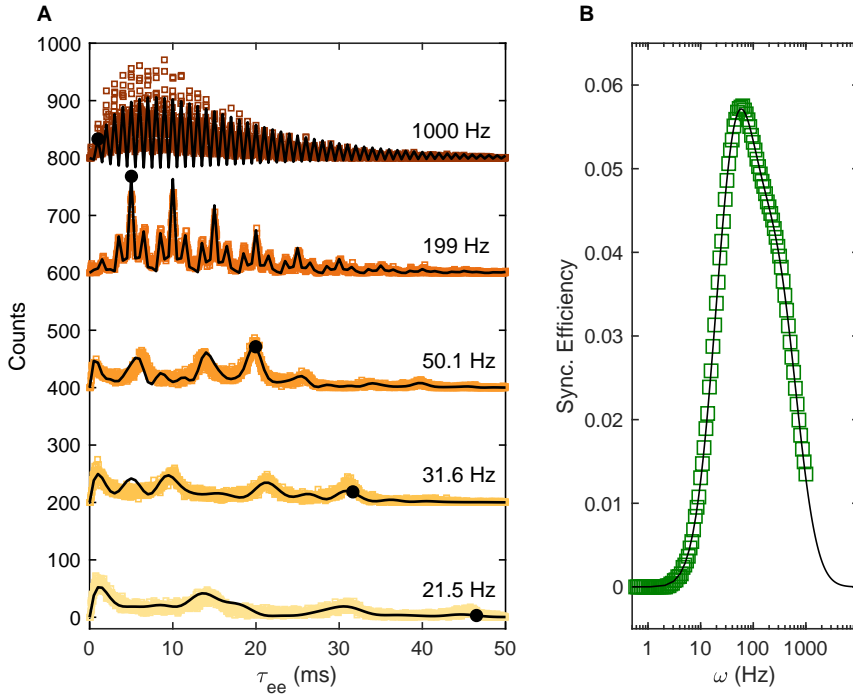 A
B
1000
900
800
700
600
500
400
300
200
100
0
Counts
1000 Hz
199 Hz
50.1 Hz
31.6 Hz
21.5 Hz
0 10 20 30 40 50
τee (ms)
0.06
0.05
0.04
0.03
0.02
0.01
0
Sync. Efficiency
1 10 100 1000
ω (Hz)